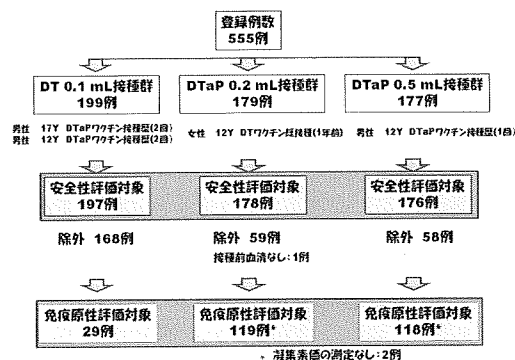 登録例数
555例
DT 0.1 mL接種群
199例
DTaP 0.2 mL接種群
179例
DTaP 0.5 mL接種群
177例
男性 17Y DTaPワクチン接種歴(2回)
男性 12Y DTaPワクチン接種歴(2回)
女性 12Y DTワクチン既接種(1年前)
男性 12Y DTaPワクチン接種歴(1回)
安全性評価対象
197例
安全性評価対象
178例
安全性評価対象
176例
除外 168例
除外 59例
除外 58例
接種前血清なし:1例
免疫原性評価対象
29例
免疫原性評価対象
119例*
免疫原性評価対象
118例*
* 凝集素価の測定なし:2例